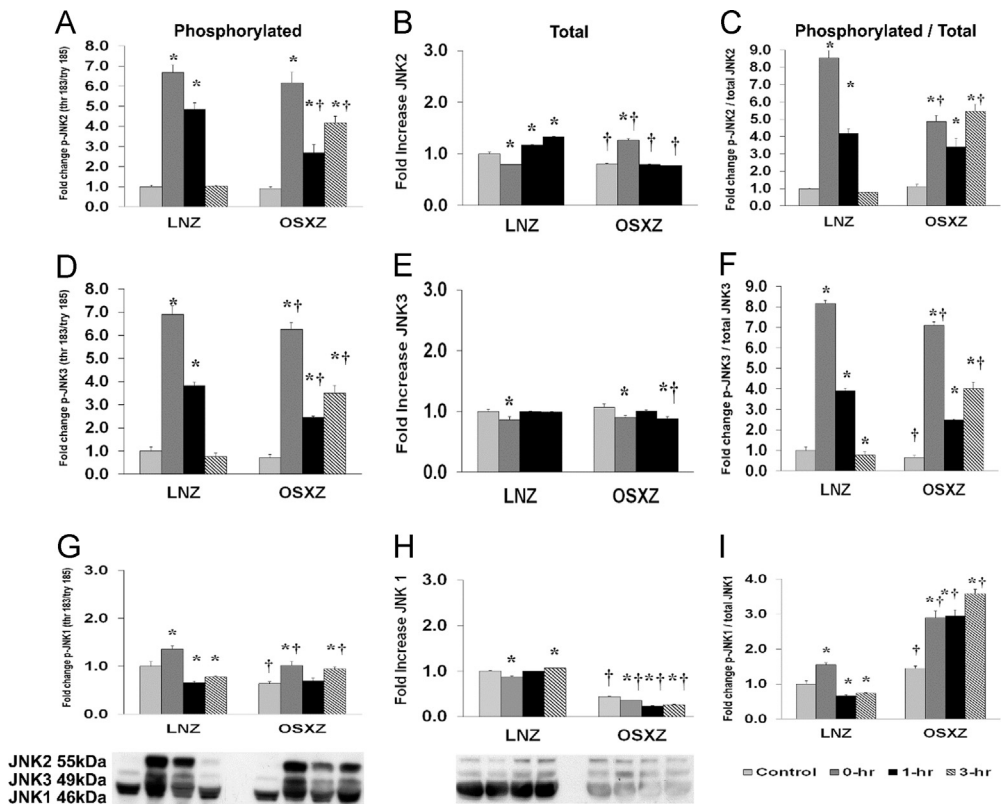 A
Phosphorylated
Fold change p-JNK2 (thr 183/try 185)
8.0
7.0
6.0
5.0
4.0
3.0
2.0
1.0
0.0
*
*
*
*†
*†
LNZ
OSXZ
B
Total
Fold Increase JNK2
3.0
2.0
1.0
0.0
*
*
*
†
*†
†
†
LNZ
OSXZ
C
Phosphorylated / Total
Fold change p-JNK2 / total JNK2
9.0
8.0
7.0
6.0
5.0
4.0
3.0
2.0
1.0
0.0
*
*
*†
*
*†
LNZ
OSXZ
D
Fold change p-JNK3 (thr 183/try 185)
8.0
7.0
6.0
5.0
4.0
3.0
2.0
1.0
0.0
*
*
*†
*†
*†
LNZ
OSXZ
E
Fold Increase JNK3
3.0
2.0
1.0
0.0
*
*
*†
LNZ
OSXZ
F
Fold change p-JNK3 / total JNK3
9.0
8.0
7.0
6.0
5.0
4.0
3.0
2.0
1.0
0.0
*
*
*
†
*†
*
*†
LNZ
OSXZ
G
Fold change p-JNK1 (thr 183/try 185)
3.0
2.0
1.0
0.0
*
*
*
†
*†
*†
LNZ
OSXZ
H
Fold Increase JNK 1
3.0
2.0
1.0
0.0
*
*
†
*†
*†
*†
LNZ
OSXZ
I
Fold change p-JNK1 / total JNK1
4.0
3.0
2.0
1.0
0.0
*
*
*
†
*†
*†
*†
LNZ
OSXZ
JNK2 55kDa
JNK3 49kDa
JNK1 46kDa
Control 0-hr 1-hr 3-hr